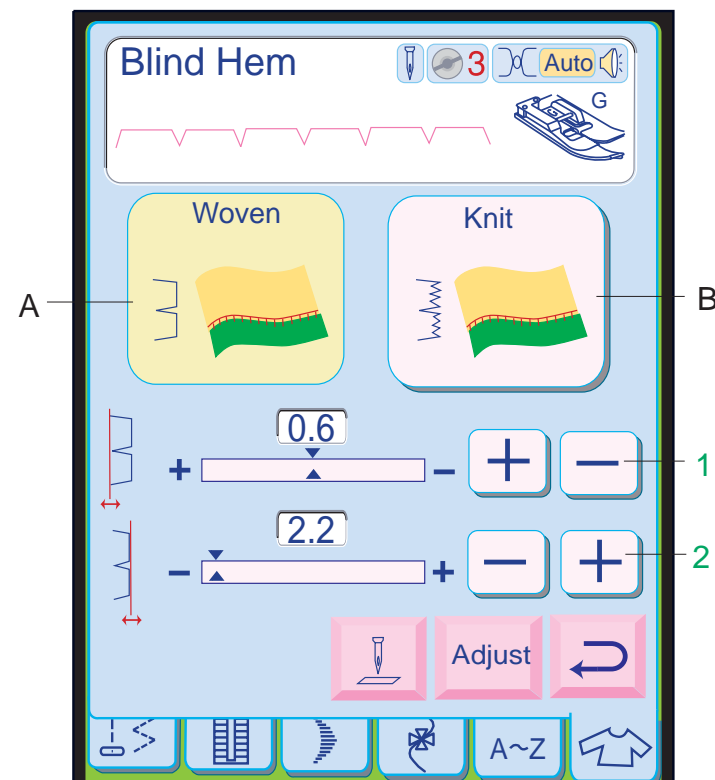 Blind Hem
3
Auto
G
Woven
Knit
A
B
0.6
+ − + −
1
2.2
− + − +
2
Adjust
A~Z